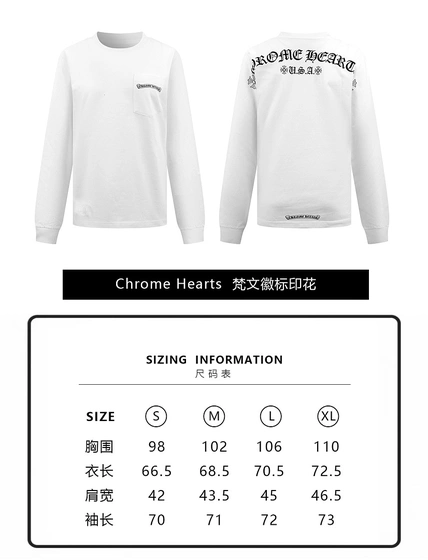 ROME HEART
U.S.A
Chrome Hearts 梵文徽标印花
SIZING INFORMATION
尺码表
SIZE S M L XL
胸围 98 102 106 110
衣长 66.5 68.5 70.5 72.5
肩宽 42 43.5 45 46.5
袖长 70 71 72 73